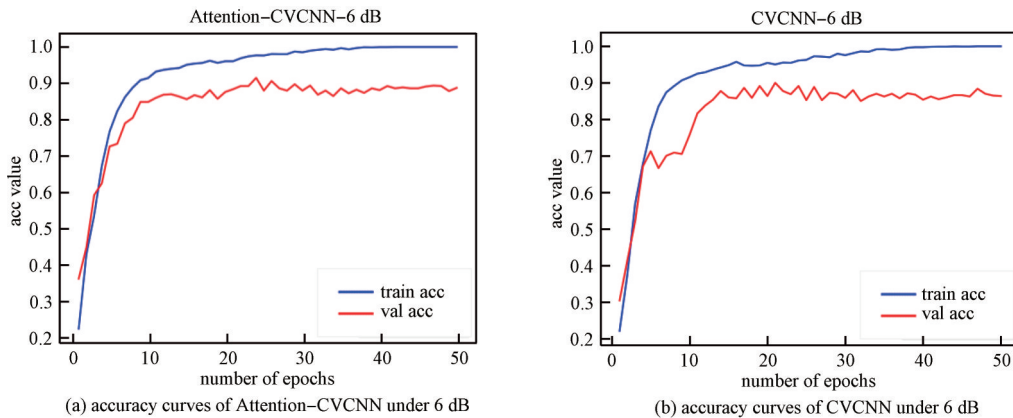 Attention-CVCNN-6 dB
1.0
0.9
0.8
0.7
0.6
0.5
0.4
0.3
0.2
acc value
0 10 20 30 40 50
number of epochs
train acc
val acc
(a) accuracy curves of Attention-CVCNN under 6 dB
CVCNN-6 dB
1.0
0.9
0.8
0.7
0.6
0.5
0.4
0.3
0.2
acc value
0 10 20 30 40 50
number of epochs
train acc
val acc
(b) accuracy curves of CVCNN under 6 dB